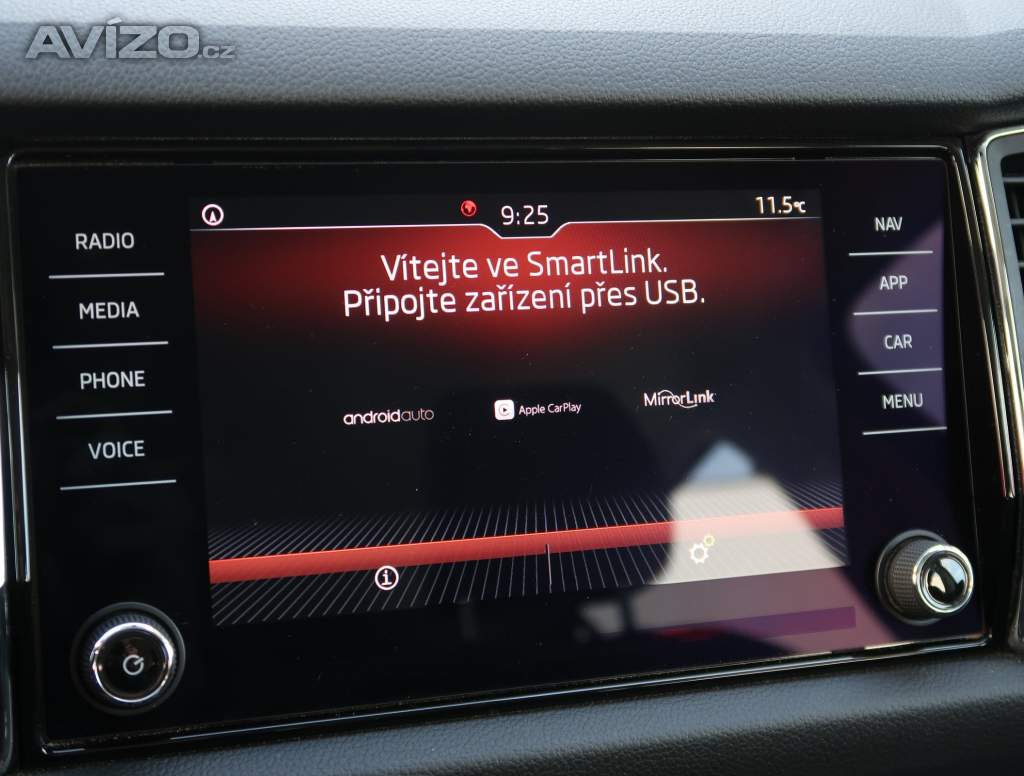 AVÍZO.cz
9:25
11.5°C
RADIO
MEDIA
PHONE
VOICE
Vítejte ve SmartLink.
Připojte zařízení přes USB.
androidauto
Apple CarPlay
MirrorLink
NAV
APP
CAR
MENU